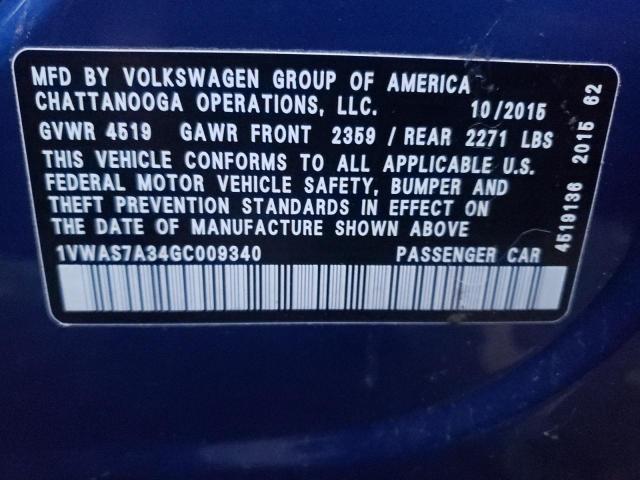 MFD BY VOLKSWAGEN GROUP OF AMERICA
CHATTANOOGA OPERATIONS, LLC. 10/2015
GVWR 4519 GAWR FRONT 2359 / REAR 2271 LBS
THIS VEHICLE CONFORMS TO ALL APPLICABLE U.S.
FEDERAL MOTOR VEHICLE SAFETY, BUMPER AND
THEFT PREVENTION STANDARDS IN EFFECT ON
THE DATE OF MANUFACTURE SHOWN ABOVE
1VWAS7A34GC009340 PASSENGER CAR
4519136 2015 62